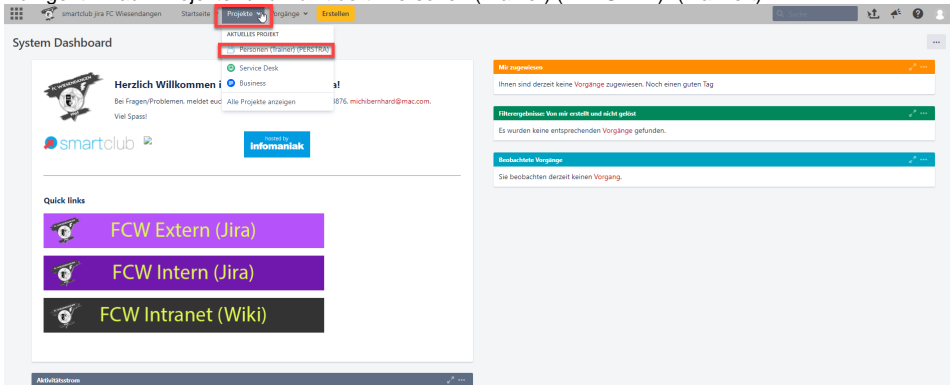 smartclub jira FC Wiesendangen Startseite Projekte Vorgänge Erstellen
AKTUELLES PROJEKT
Personen (Trainer) (PERSTRA)
Service Desk
Business
Alle Projekte anzeigen
System Dashboard
Herzlich Willkommen i a!
Bei Fragen/Problemen. meldet euc 3876. michibernhard@mac.com.
Viel Spass!
smartclub
hosted by
infomaniak
Quick links
FCW Extern (Jira)
FCW Intern (Jira)
FCW Intranet (Wiki)
Aktivitätsstrom
Mir zugewiesen
Ihnen sind derzeit keine Vorgänge zugewiesen. Noch einen guten Tag
Filterergebnisse: Von mir erstellt und nicht gelöst
Es wurden keine entsprechenden Vorgänge gefunden.
Beobachtete Vorgänge
Sie beobachten derzeit keinen Vorgang.